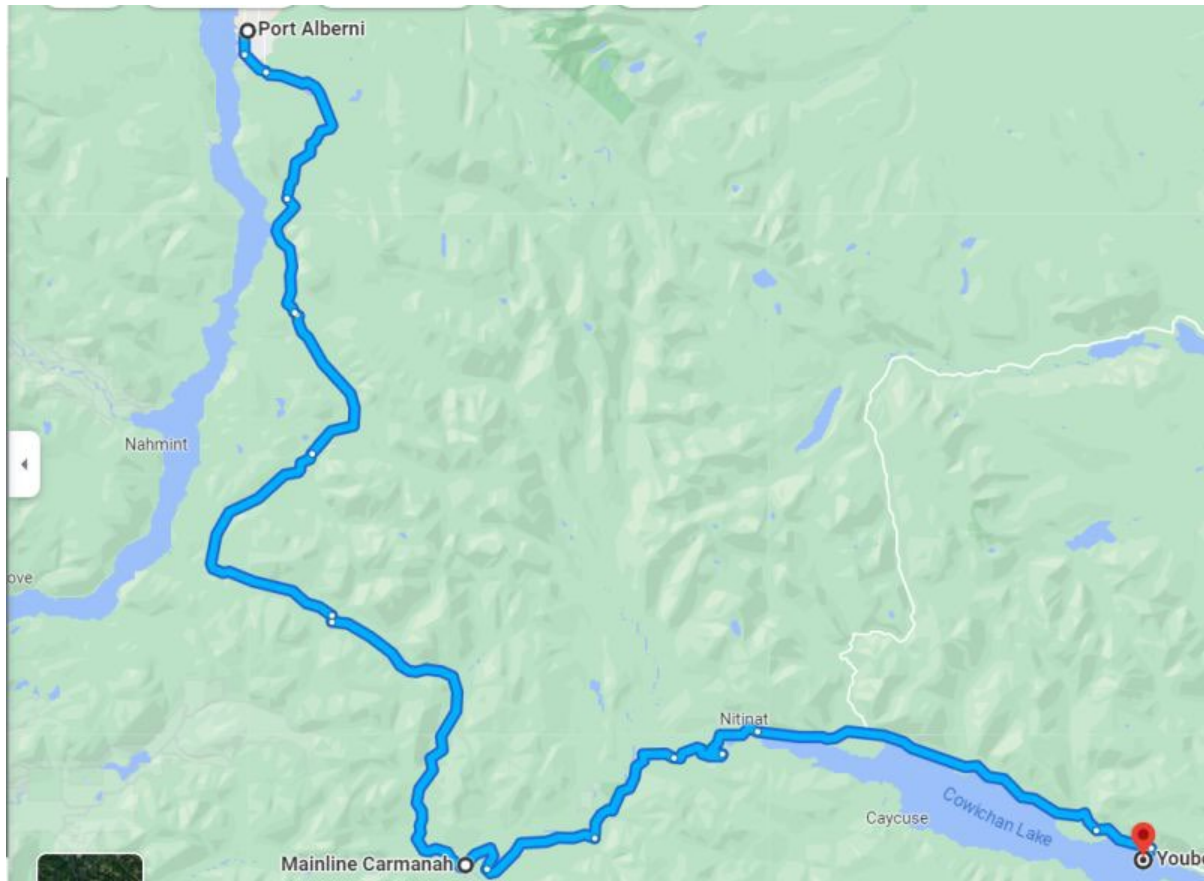 Port Alberni
Nahmint
ove
Nitinat
Caycuse
Cowichan Lake
Mainline Carmanah
Youbo